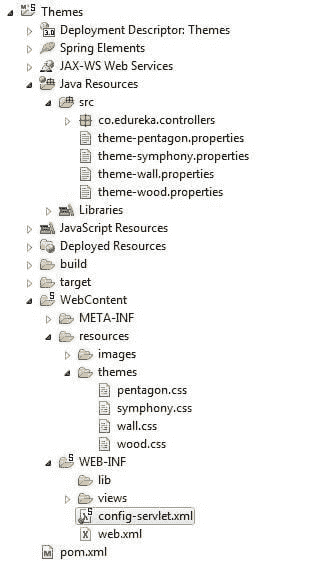 Themes
Deployment Descriptor: Themes
Spring Elements
JAX-WS Web Services
Java Resources
src
co.edureka.controllers
theme-pentagon.properties
theme-symphony.properties
theme-wall.properties
theme-wood.properties
Libraries
JavaScript Resources
Deployed Resources
build
target
WebContent
META-INF
resources
images
themes
pentagon.css
symphony.css
wall.css
wood.css
WEB-INF
lib
views
config-servlet.xml
web.xml
pom.xml